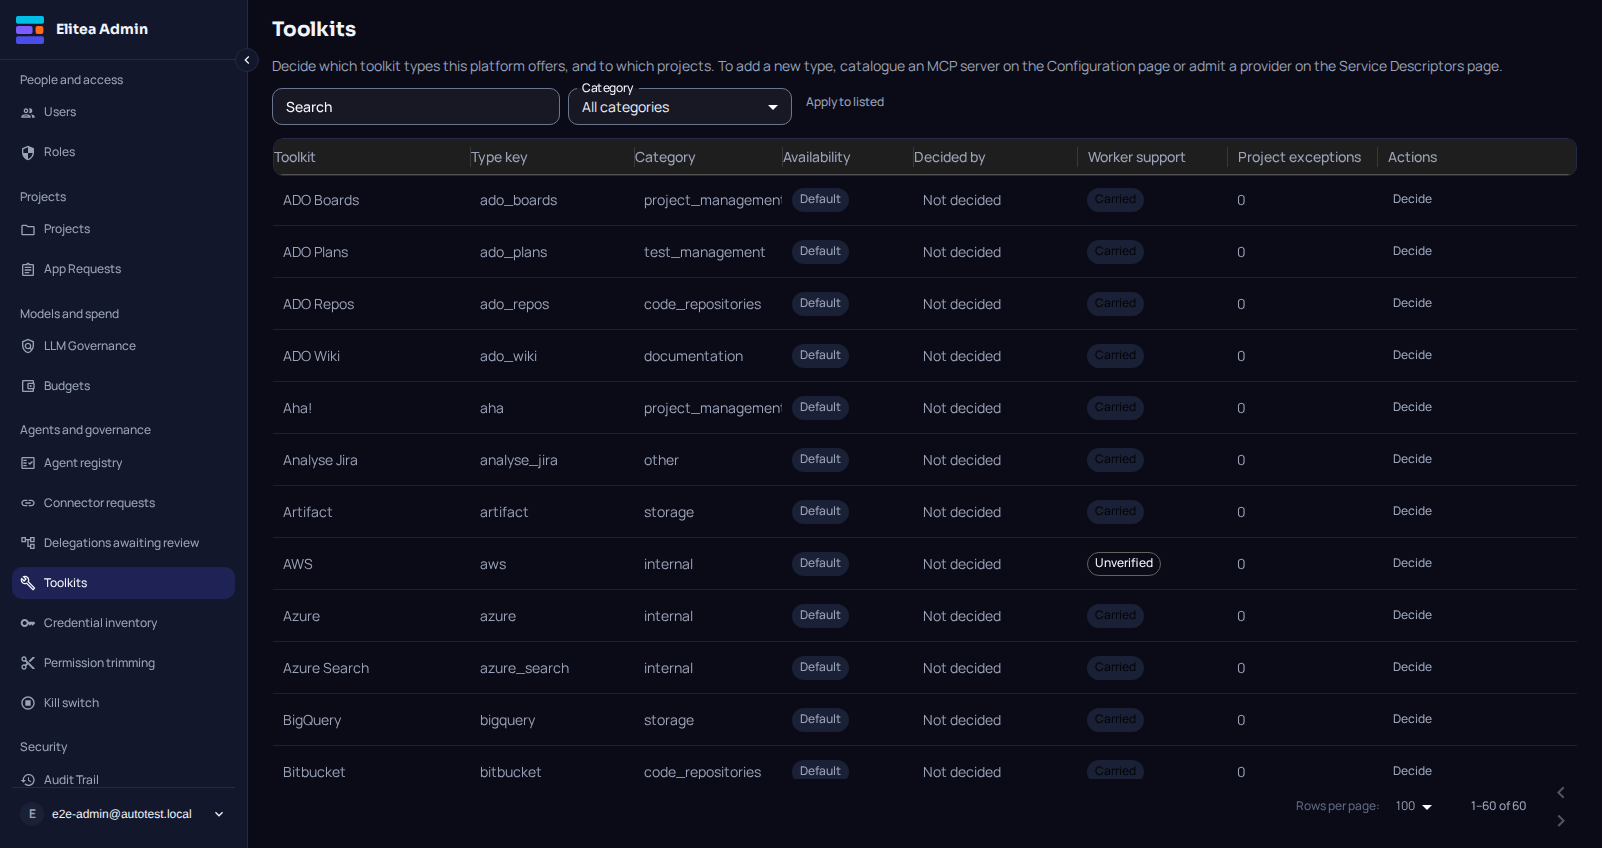 Elitea Admin
People and access
Users
Roles
Projects
Projects
App Requests
Models and spend
LLM Governance
Budgets
Agents and governance
Agent registry
Connector requests
Delegations awaiting review
Toolkits
Credential inventory
Permission trimming
Kill switch
Security
Audit Trail
E e2e-admin@autotest.local
Toolkits
Decide which toolkit types this platform offers, and to which projects. To add a new type, catalogue an MCP server on the Configuration page or admit a provider on the Service Descriptors page.
Search
Category
All categories
Apply to listed
Toolkit Type key Category Availability Decided by Worker support Project exceptions Actions
ADO Boards ado_boards project_management Default Not decided Carried 0 Decide
ADO Plans ado_plans test_management Default Not decided Carried 0 Decide
ADO Repos ado_repos code_repositories Default Not decided Carried 0 Decide
ADO Wiki ado_wiki documentation Default Not decided Carried 0 Decide
Aha! aha project_management Default Not decided Carried 0 Decide
Analyse Jira analyse_jira other Default Not decided Carried 0 Decide
Artifact artifact storage Default Not decided Carried 0 Decide
AWS aws internal Default Not decided Unverified 0 Decide
Azure azure internal Default Not decided Carried 0 Decide
Azure Search azure_search internal Default Not decided Carried 0 Decide
BigQuery bigquery storage Default Not decided Carried 0 Decide
Bitbucket bitbucket code_repositories Default Not decided Carried 0 Decide
Rows per page: 100 1–60 of 60